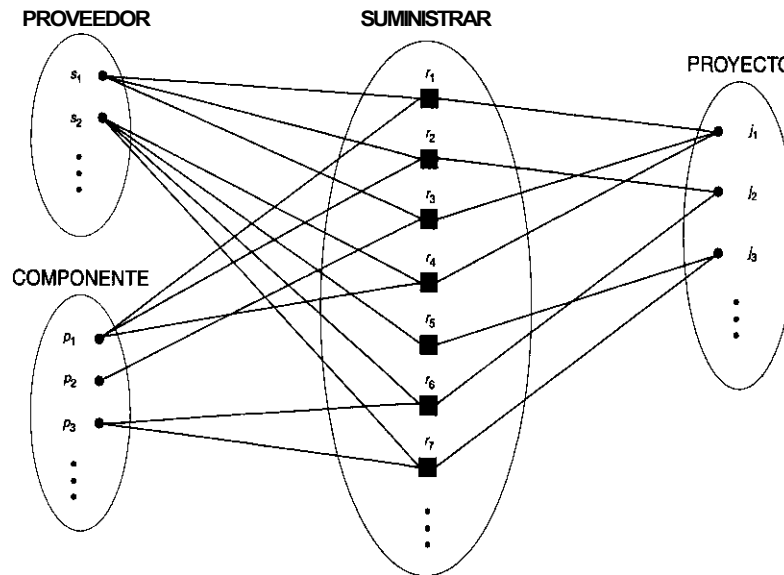 PROVEEDOR
s1
s2
COMPONENTE
p1
p2
p3
SUMINISTRAR
r1
r2
r3
r4
r5
r6
r7
PROYECTO
j1
j2
j3